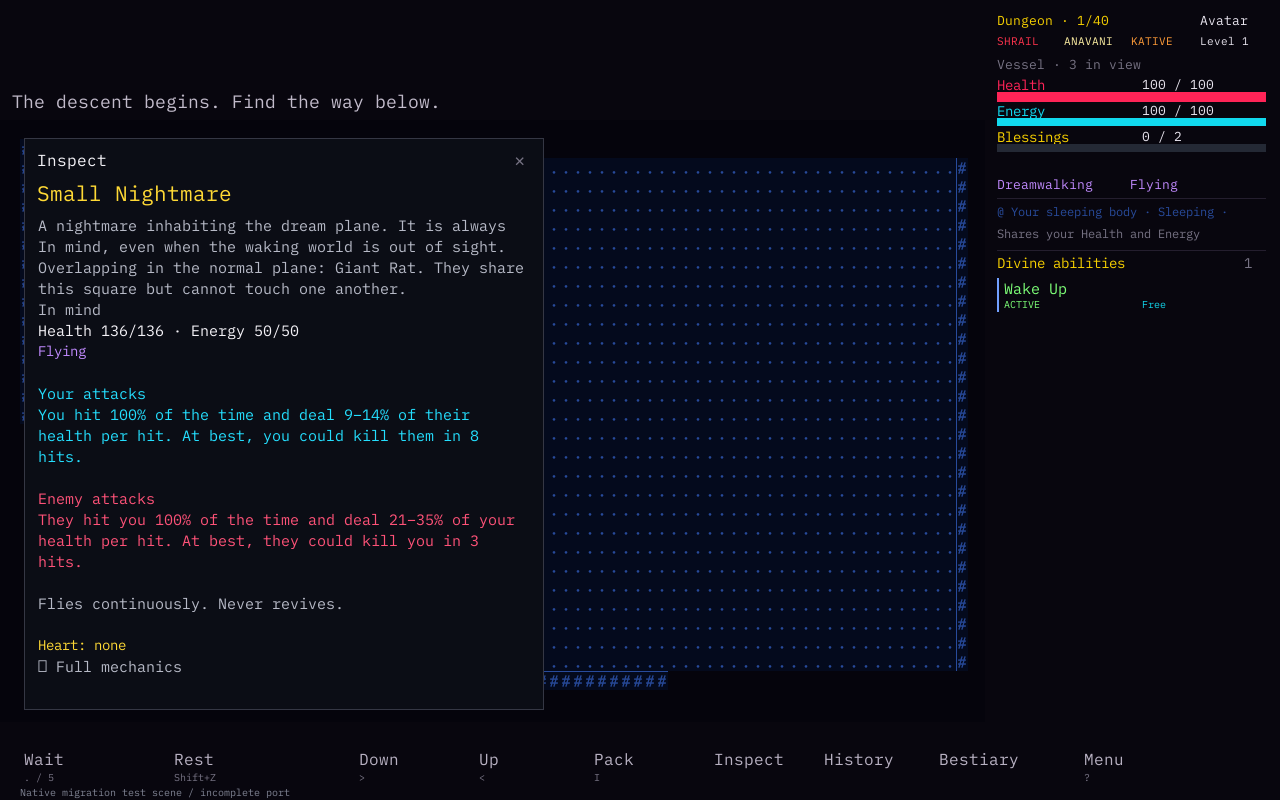 Dungeon · 1/40 Avatar
SHRAIL ANAVANI KATIVE Level 1
Vessel · 3 in view
Health 100 / 100
Energy 100 / 100
Blessings 0 / 2
Dreamwalking Flying
@ Your sleeping body · Sleeping ·
Shares your Health and Energy
Divine abilities 1
Wake Up
ACTIVE Free
The descent begins. Find the way below.
Inspect ×
Small Nightmare
A nightmare inhabiting the dream plane. It is always
In mind, even when the waking world is out of sight.
Overlapping in the normal plane: Giant Rat. They share
this square but cannot touch one another.
In mind
Health 136/136 · Energy 50/50
Flying
Your attacks
You hit 100% of the time and deal 9–14% of their
health per hit. At best, you could kill them in 8
hits.
Enemy attacks
They hit you 100% of the time and deal 21–35% of your
health per hit. At best, they could kill you in 3
hits.
Flies continuously. Never revives.
Heart: none
Full mechanics
Wait Rest Down Up Pack Inspect History Bestiary Menu
. / 5 Shift+Z > < I ?
Native migration test scene / incomplete port